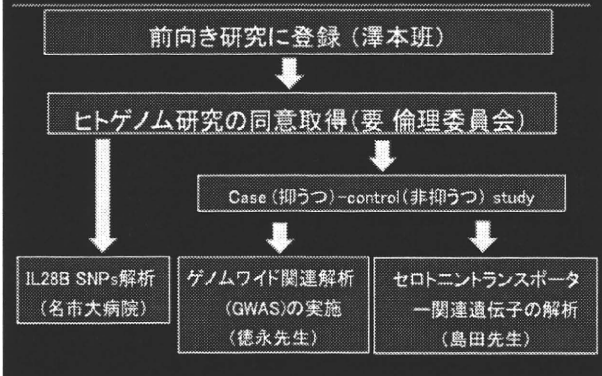 前向き研究に登録（澤本班）
ヒトゲノム研究の同意取得(要 倫理委員会)
Case（抑うつ）-control(非抑うつ) study
IL28B SNPs解析
（名市大病院）
ゲノムワイド関連解析
(GWAS)の実施
（徳永先生）
セロトニントランスポータ
ー関連遺伝子の解析
（島田先生）